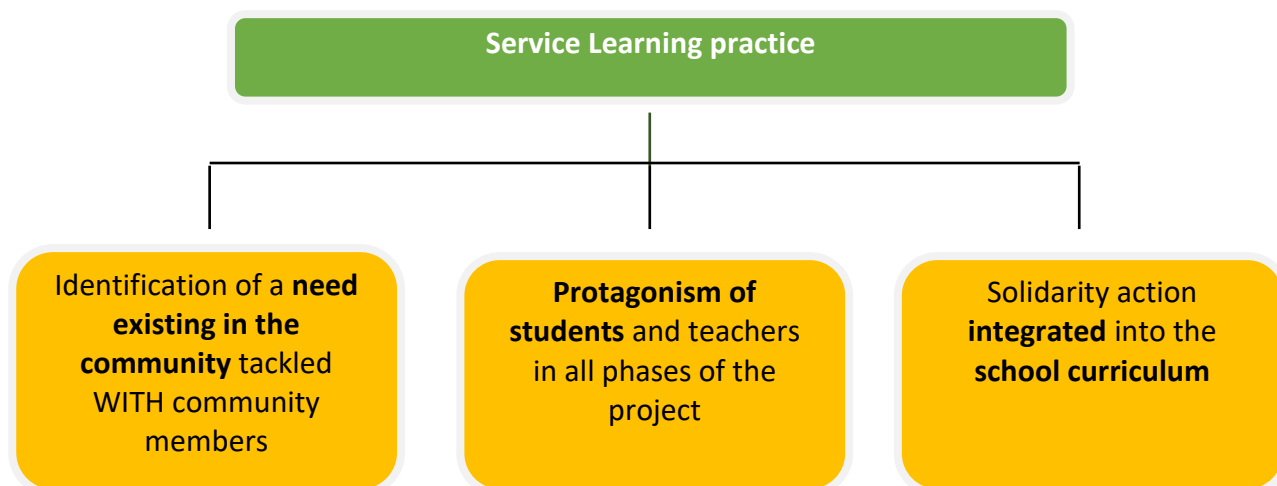 Service Learning practice
Identification of a need
existing in the
community tackled
WITH community
members
Protagonism of
students and teachers
in all phases of the
project
Solidarity action
integrated into the
school curriculum